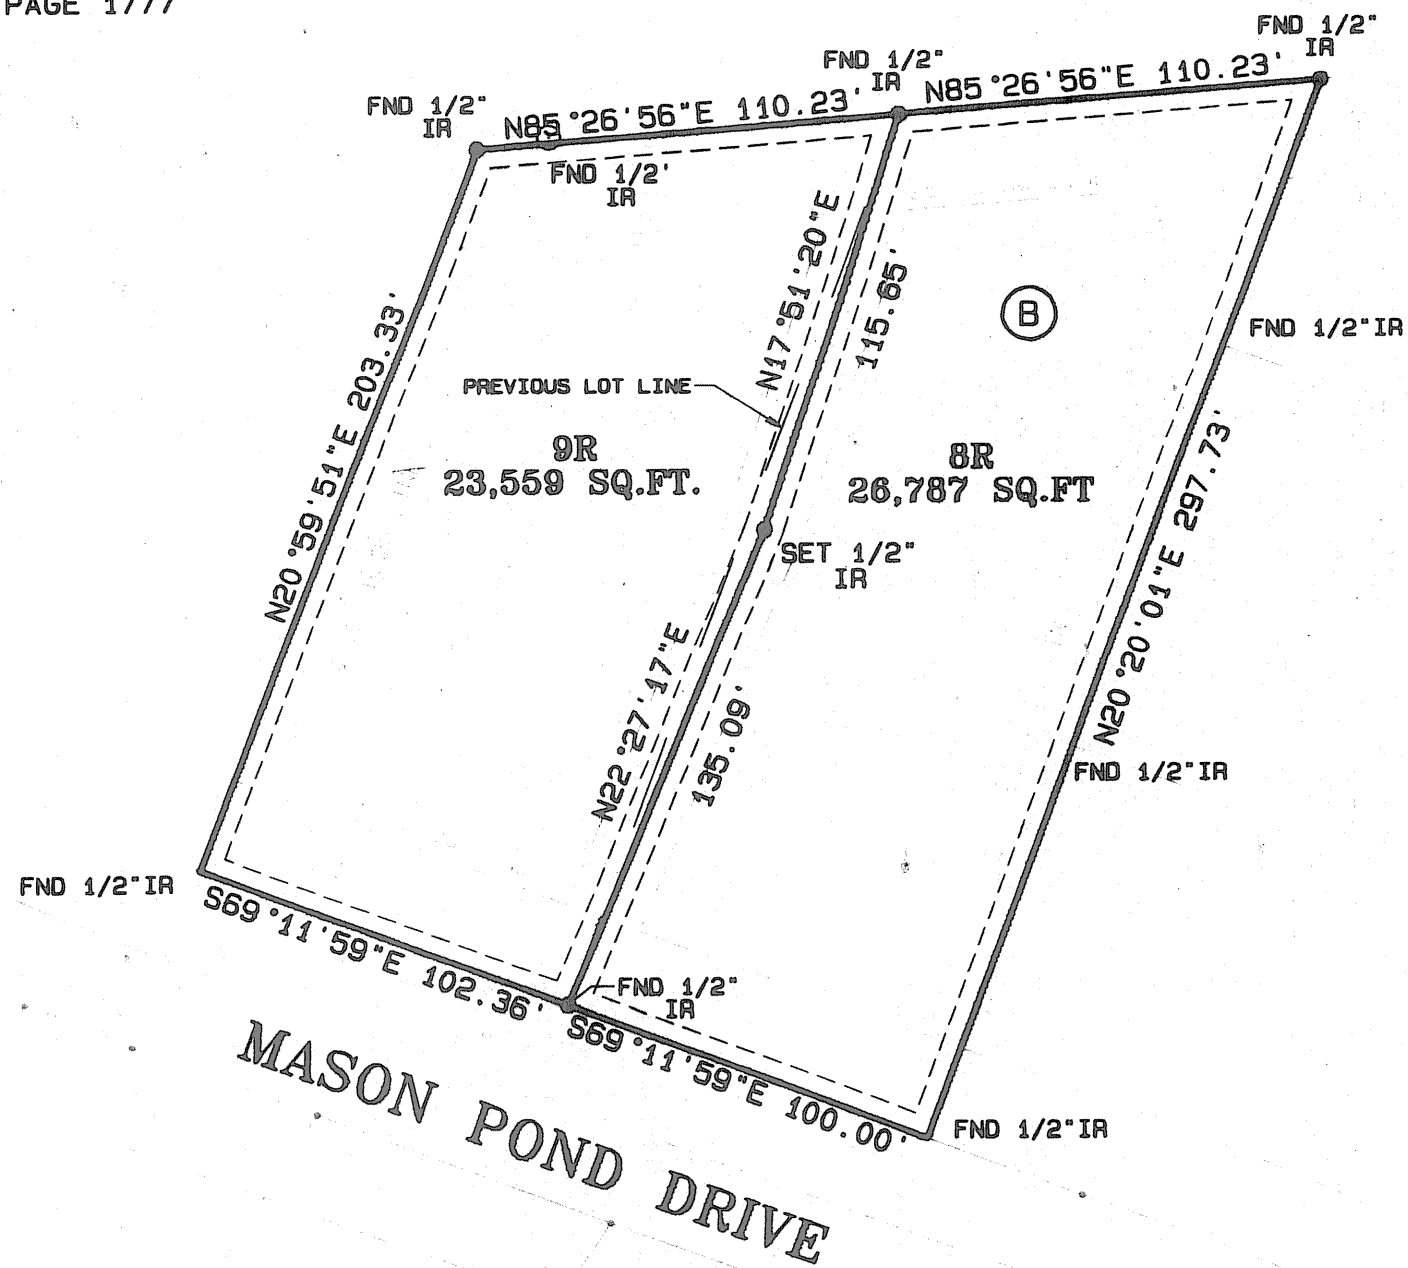 PAGE 1777
FND 1/2"
IR
FND 1/2"
IR
FND 1/2"
IR
N85°26'56"E 110.23'
N85°26'56"E 110.23'
FND 1/2'
IR
N17°51'20"E
115.65'
B
FND 1/2"IR
N20°59'51"E 203.33'
PREVIOUS LOT LINE
9R
23,559 SQ.FT.
8R
26,787 SQ.FT
SET 1/2"
IR
N20°20'01"E 297.73'
N22°27'17"E
135.09'
FND 1/2"IR
FND 1/2"IR
S69°11'59"E 102.36'
FND 1/2"
IR
S69°11'59"E 100.00'
FND 1/2"IR
MASON POND DRIVE